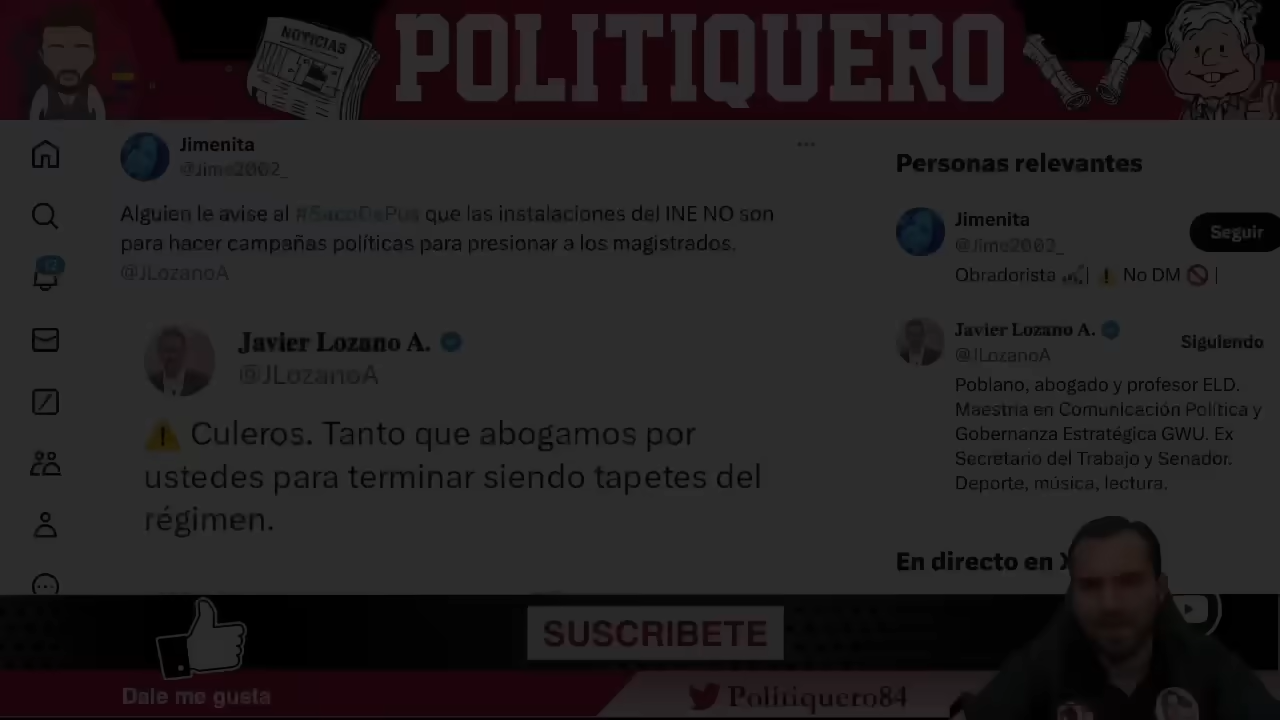 NOTICIAS
POLITIQUERO
Jimenita
@Jime2002_
Alguien le avise al #SacoDePus que las instalaciones del INE NO son
para hacer campañas políticas para presionar a los magistrados.
@JLozanoA
Javier Lozano A.
@JLozanoA
⚠️ Culeros. Tanto que abogamos por
ustedes para terminar siendo tapetes del
régimen.
Personas relevantes
Jimenita
@Jime2002_
Seguir
Obradorista | ⚠️ No DM 🚫 |
Javier Lozano A.
@JLozanoA
Siguiendo
Poblano, abogado y profesor ELD.
Maestría en Comunicación Política y
Gobernanza Estratégica GWU. Ex
Secretario del Trabajo y Senador.
Deporte, música, lectura.
En directo en X
SUSCRIBETE
Dale me gusta
Politiquero84